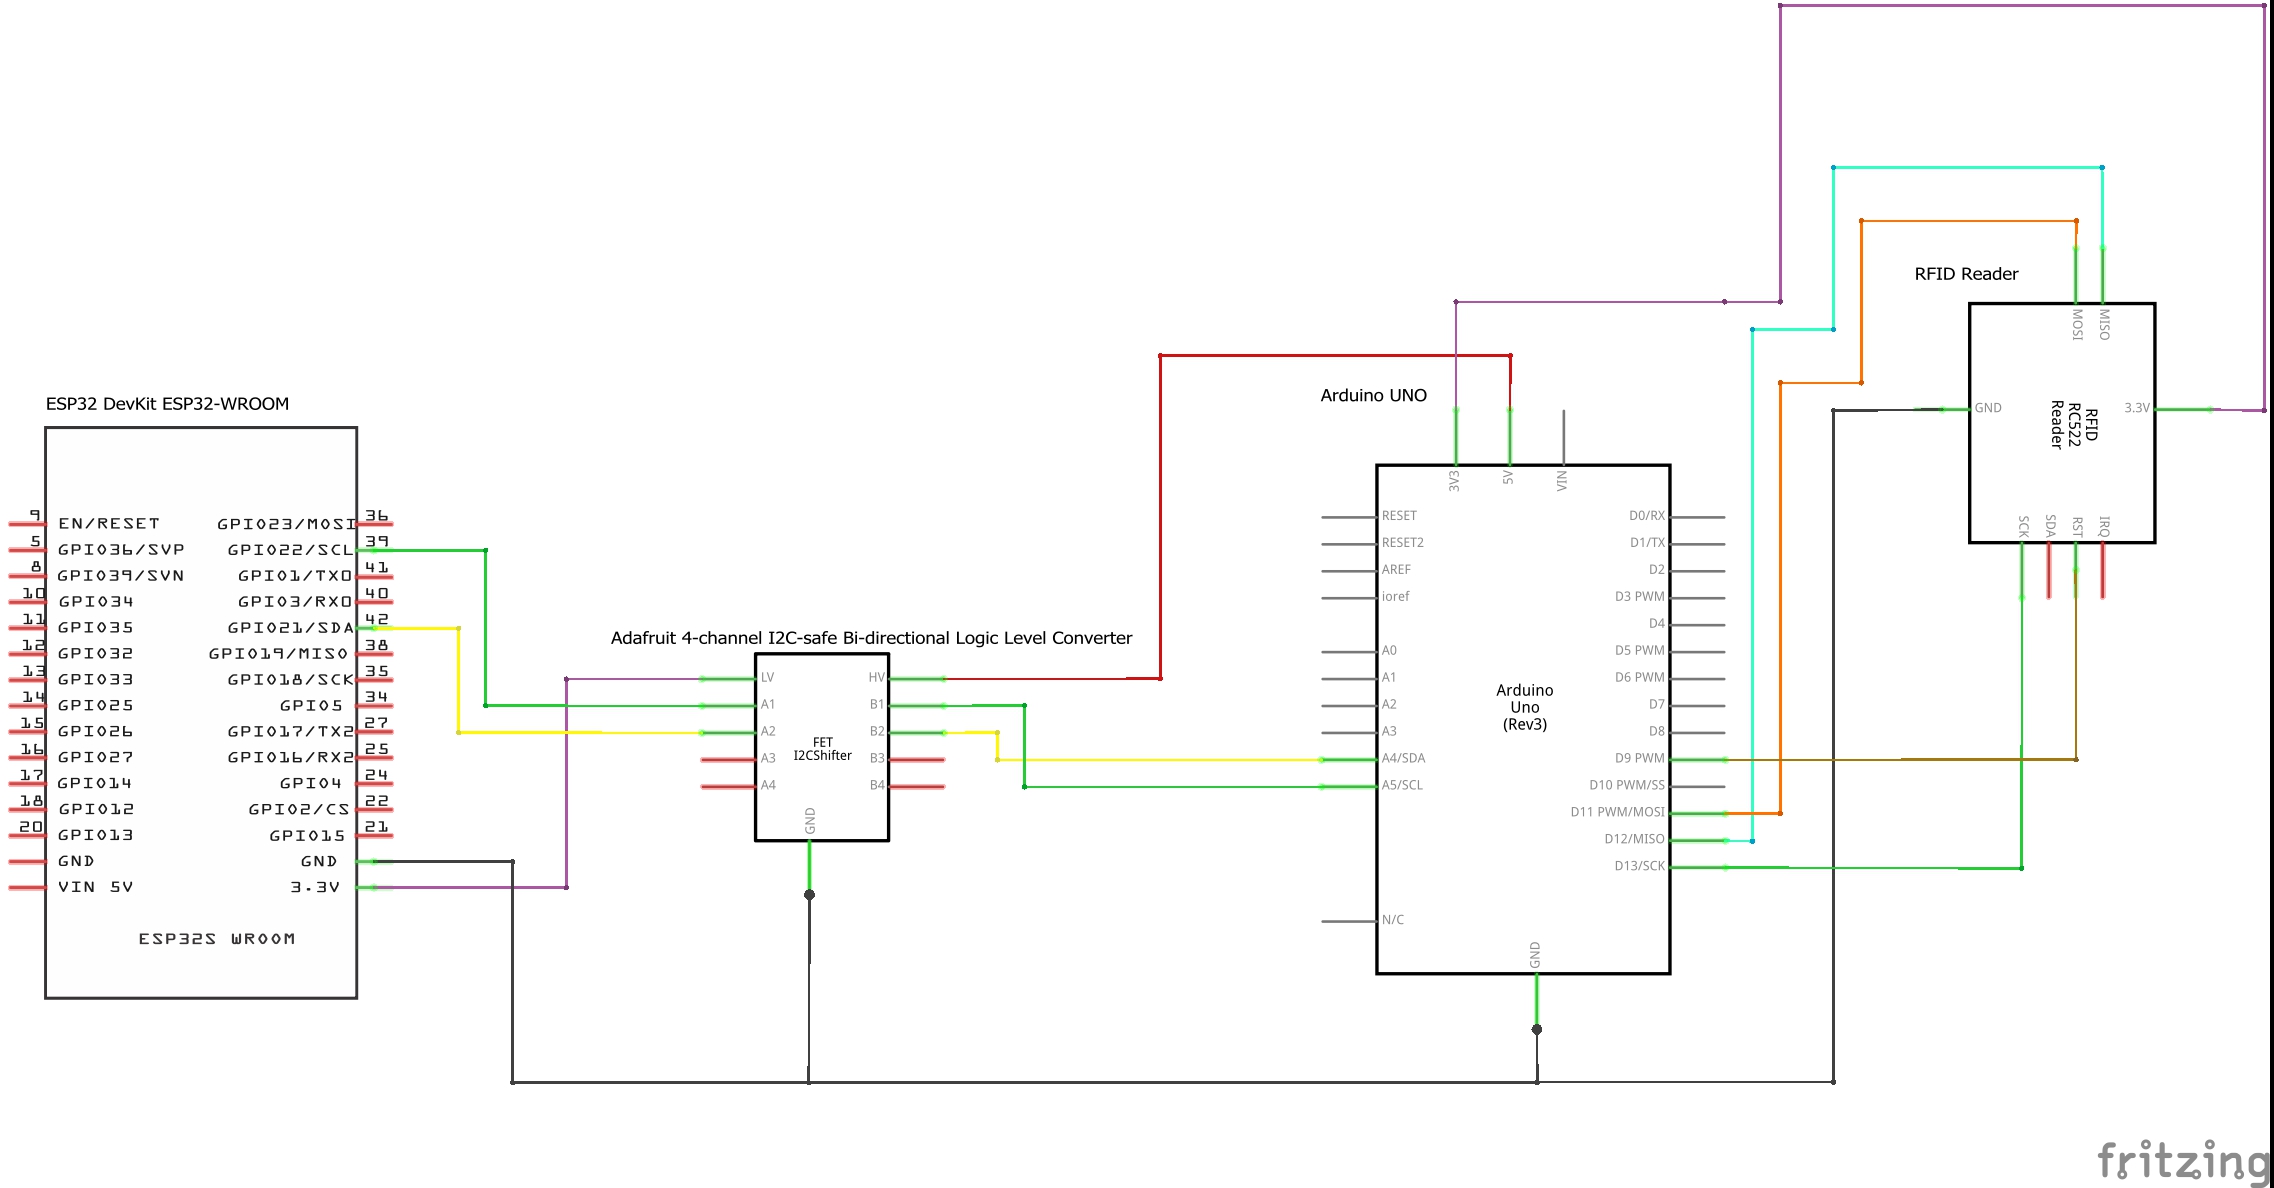 RFID Reader
MOSI
MISO
GND
3.3V
RFID
RC522
Reader
SCK
SDA
RST
IRQ
Arduino UNO
3V3
5V
VIN
RESET
RESET2
AREF
ioref
A0
A1
A2
A3
A4/SDA
A5/SCL
N/C
D0/RX
D1/TX
D2
D3 PWM
D4
D5 PWM
D6 PWM
D7
D8
D9 PWM
D10 PWM/SS
D11 PWM/MOSI
D12/MISO
D13/SCK
Arduino
Uno
(Rev3)
GND
ESP32 DevKit ESP32-WROOM
9 EN/RESET
5 GPIO36/SVP
8 GPIO39/SVN
10 GPIO34
11 GPIO35
12 GPIO32
13 GPIO33
14 GPIO25
15 GPIO26
16 GPIO27
17 GPIO14
18 GPIO12
20 GPIO13
GND
VIN 5V
GPIO23/MOSI 36
GPIO22/SCL 39
GPIO1/TX0 41
GPIO3/RX0 40
GPIO21/SDA 42
GPIO19/MISO 38
GPIO18/SCK 35
GPIO5 34
GPIO17/TX2 27
GPIO16/RX2 25
GPIO4 24
GPIO2/CS 22
GPIO15 21
GND
3.3V
ESP32S WROOM
Adafruit 4-channel I2C-safe Bi-directional Logic Level Converter
LV
A1
A2
A3
A4
HV
B1
B2
B3
B4
FET
I2CShifter
GND
fritzing